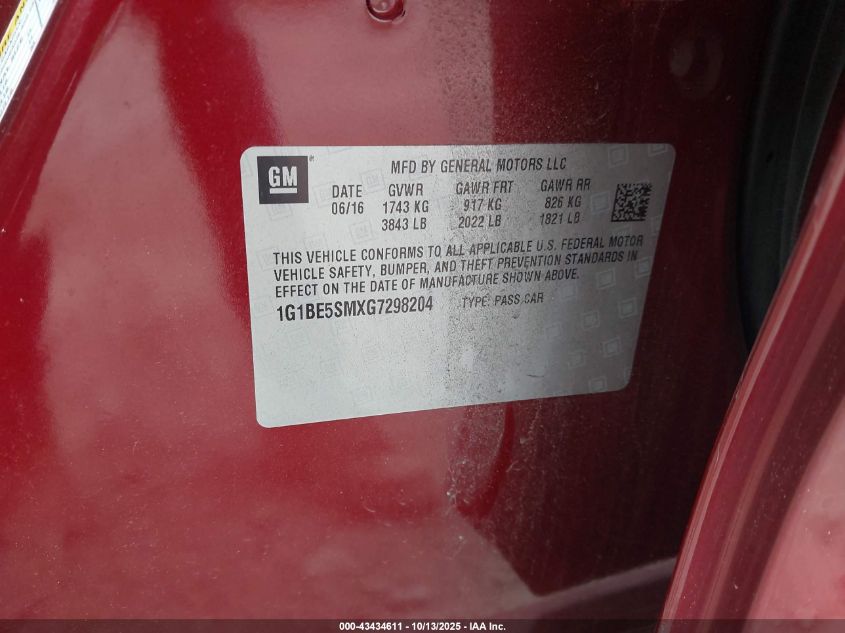 GM
MFD BY GENERAL MOTORS LLC
DATE GVWR GAWR FRT GAWR RR
06/16 1743 KG 917 KG 826 KG
3843 LB 2022 LB 1821 LB
THIS VEHICLE CONFORMS TO ALL APPLICABLE U.S. FEDERAL MOTOR
VEHICLE SAFETY, BUMPER, AND THEFT PREVENTION STANDARDS IN
EFFECT ON THE DATE OF MANUFACTURE SHOWN ABOVE.
1G1BE5SMXG7298204 TYPE: PASS CAR
000-43434611 | 10/13/2025 - IAA Inc.